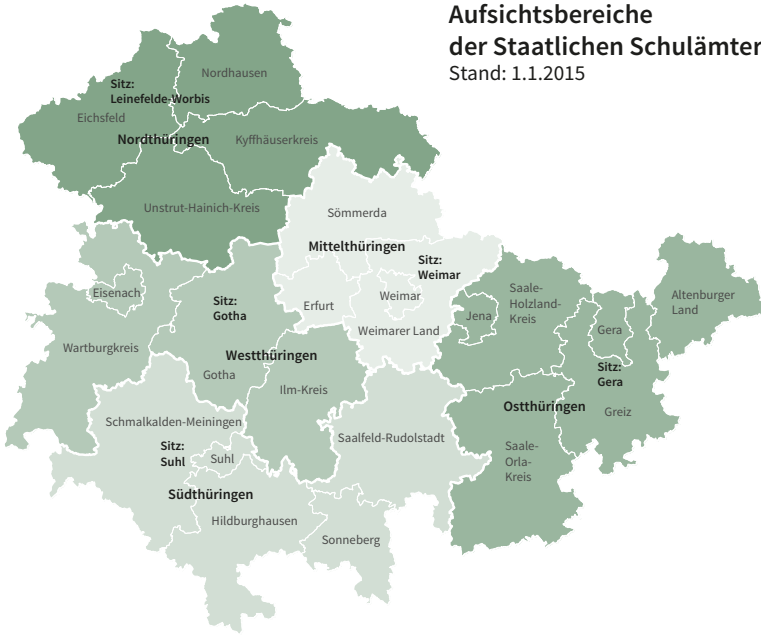 Aufsichtsbereiche
der Staatlichen Schulämter
Stand: 1.1.2015
Nordhausen
Sitz:
Leinefelde-Worbis
Eichsfeld
Nordthüringen
Kyffhäuserkreis
Unstrut-Hainich-Kreis
Sömmerda
Mittelthüringen
Sitz:
Weimar
Erfurt
Weimar
Weimarer Land
Eisenach
Sitz:
Gotha
Wartburgkreis
Westthüringen
Gotha
Ilm-Kreis
Saale-
Holzland-
Kreis
Jena
Gera
Altenburger
Land
Sitz:
Gera
Ostthüringen
Greiz
Saale-
Orla-
Kreis
Schmalkalden-Meiningen
Sitz:
Suhl
Suhl
Saalfeld-Rudolstadt
Südthüringen
Hildburghausen
Sonneberg